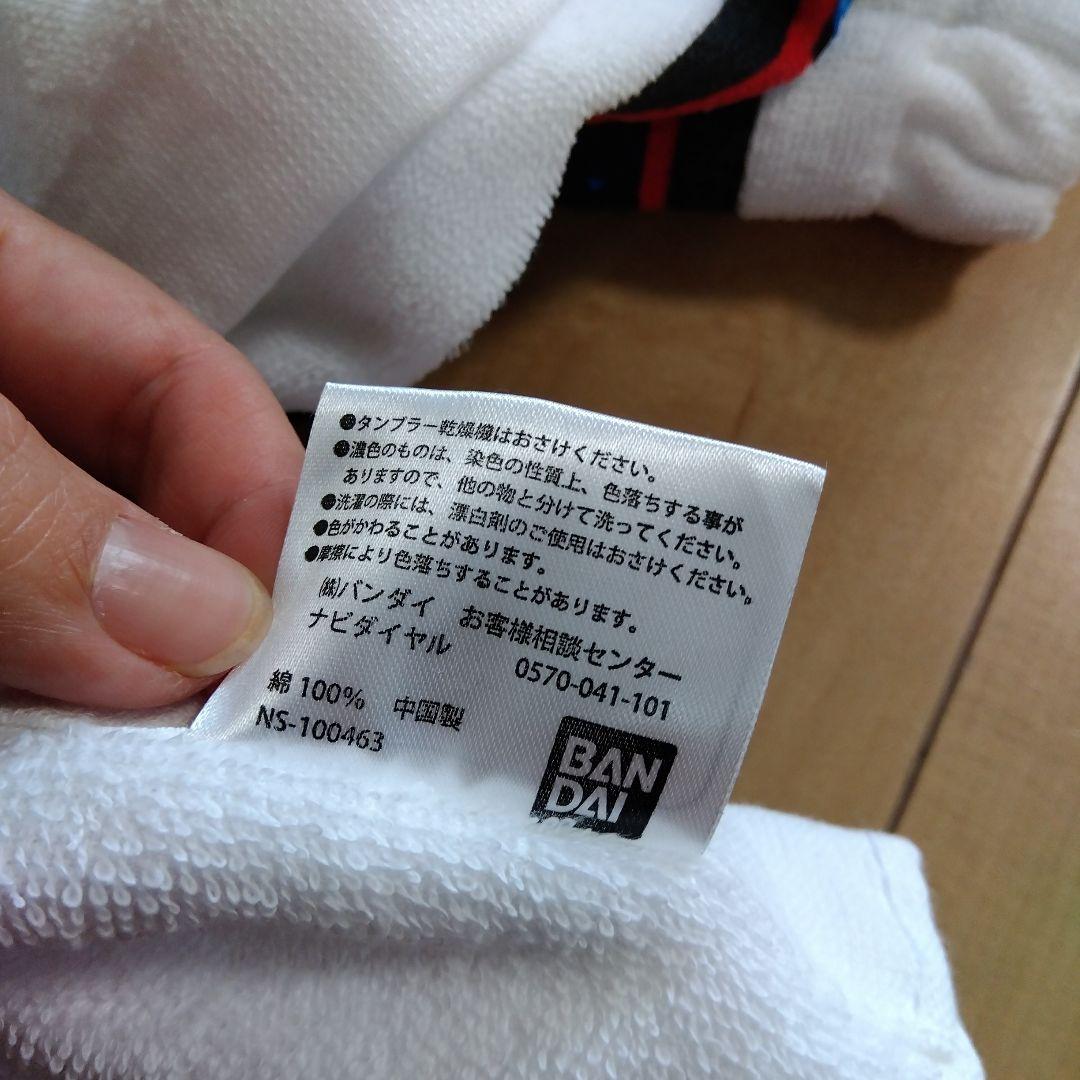 ●タンブラー乾燥機はおさけください。
●濃色のものは、染色の性質上、色落ちする事が
ありますので、他の物と分けて洗ってください。
●洗濯の際には、漂白剤のご使用はおさけください。
●色がかわることがあります。
●摩擦により色落ちすることがあります。
㈱バンダイ お客様相談センター
ナビダイヤル 0570-041-101
綿 100% 中国製
NS-100463
BAN
DAI